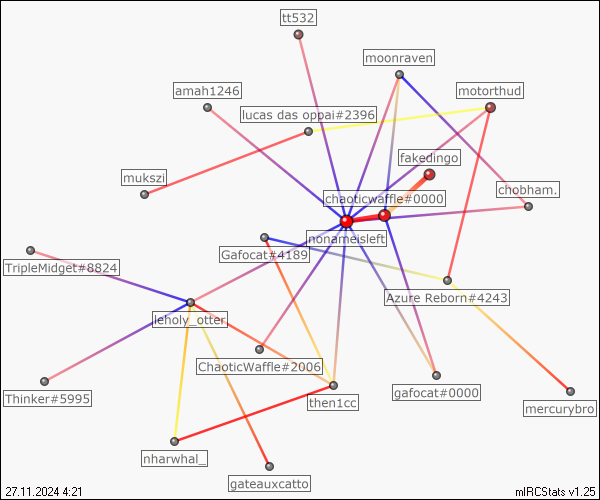 tt532
moonraven
amah1246
motorthud
lucas das oppai#2396
fakedingo
mukszi
chobham.
chaoticwaffle#0000
nonameisleft
Gafocat#4189
TripleMidget#8824
Azure Reborn#4243
leholy_otter
ChaoticWaffle#2006
gafocat#0000
Thinker#5995
then1cc
mercurybro
nharwhal_
gateauxcatto
27.11.2024 4:21
mIRCStats v1.25